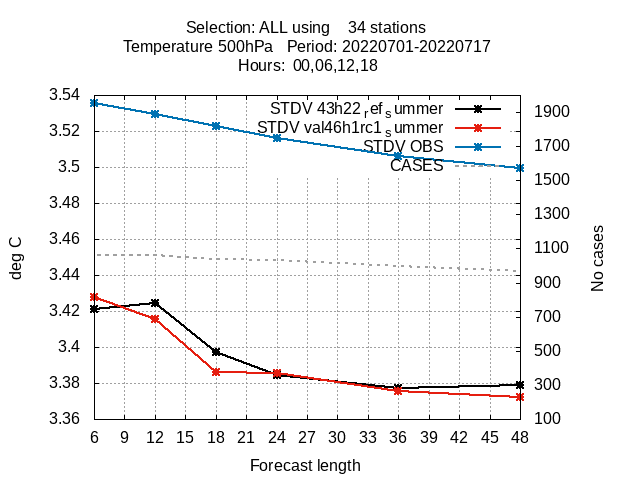 Selection: ALL using    34 stations
Temperature 500hPa   Period: 20220701-20220717
Hours:  00,06,12,18
STDV 43h22refsummer
STDV val46h1rc1summer
STDV OBS
CASES
deg C
3.54
3.52
3.5
3.48
3.46
3.44
3.42
3.4
3.38
3.36
No cases
1900
1700
1500
1300
1100
900
700
500
300
100
6 9 12 15 18 21 24 27 30 33 36 39 42 45 48
Forecast length